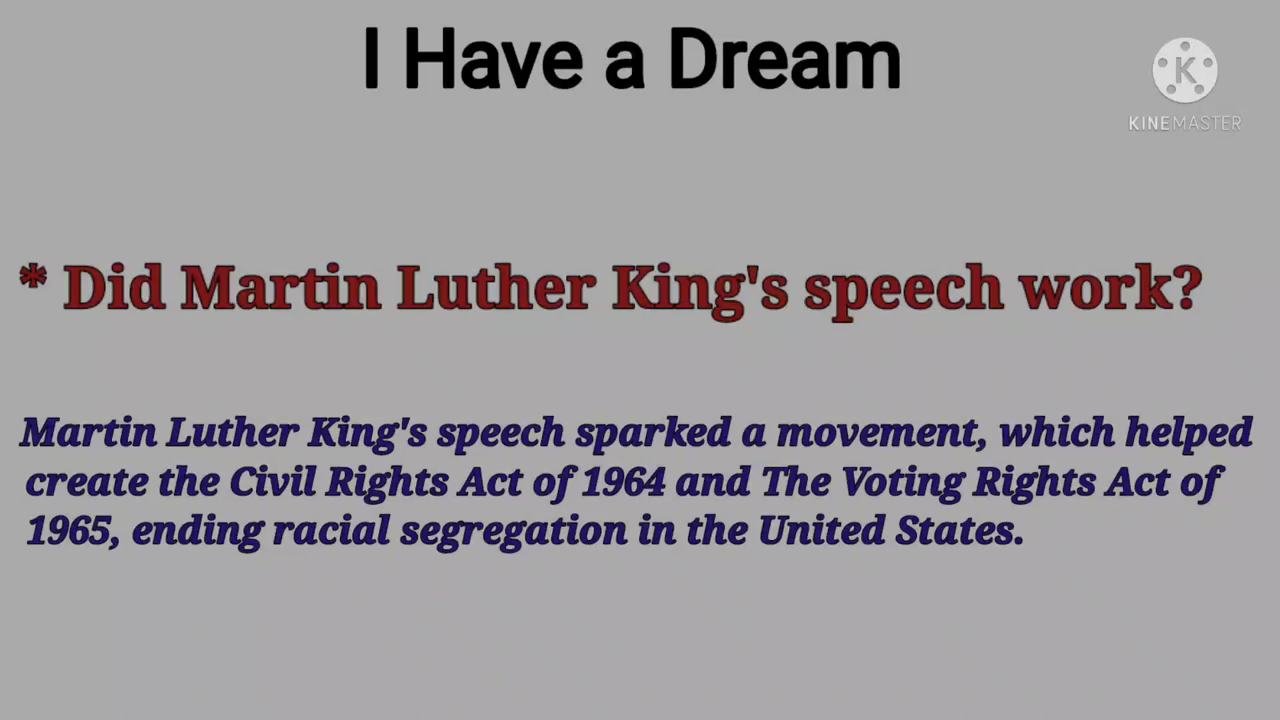 I Have a Dream
KINEMASTER
* Did Martin Luther King's speech work?
Martin Luther King's speech sparked a movement, which helped
create the Civil Rights Act of 1964 and The Voting Rights Act of
1965, ending racial segregation in the United States.